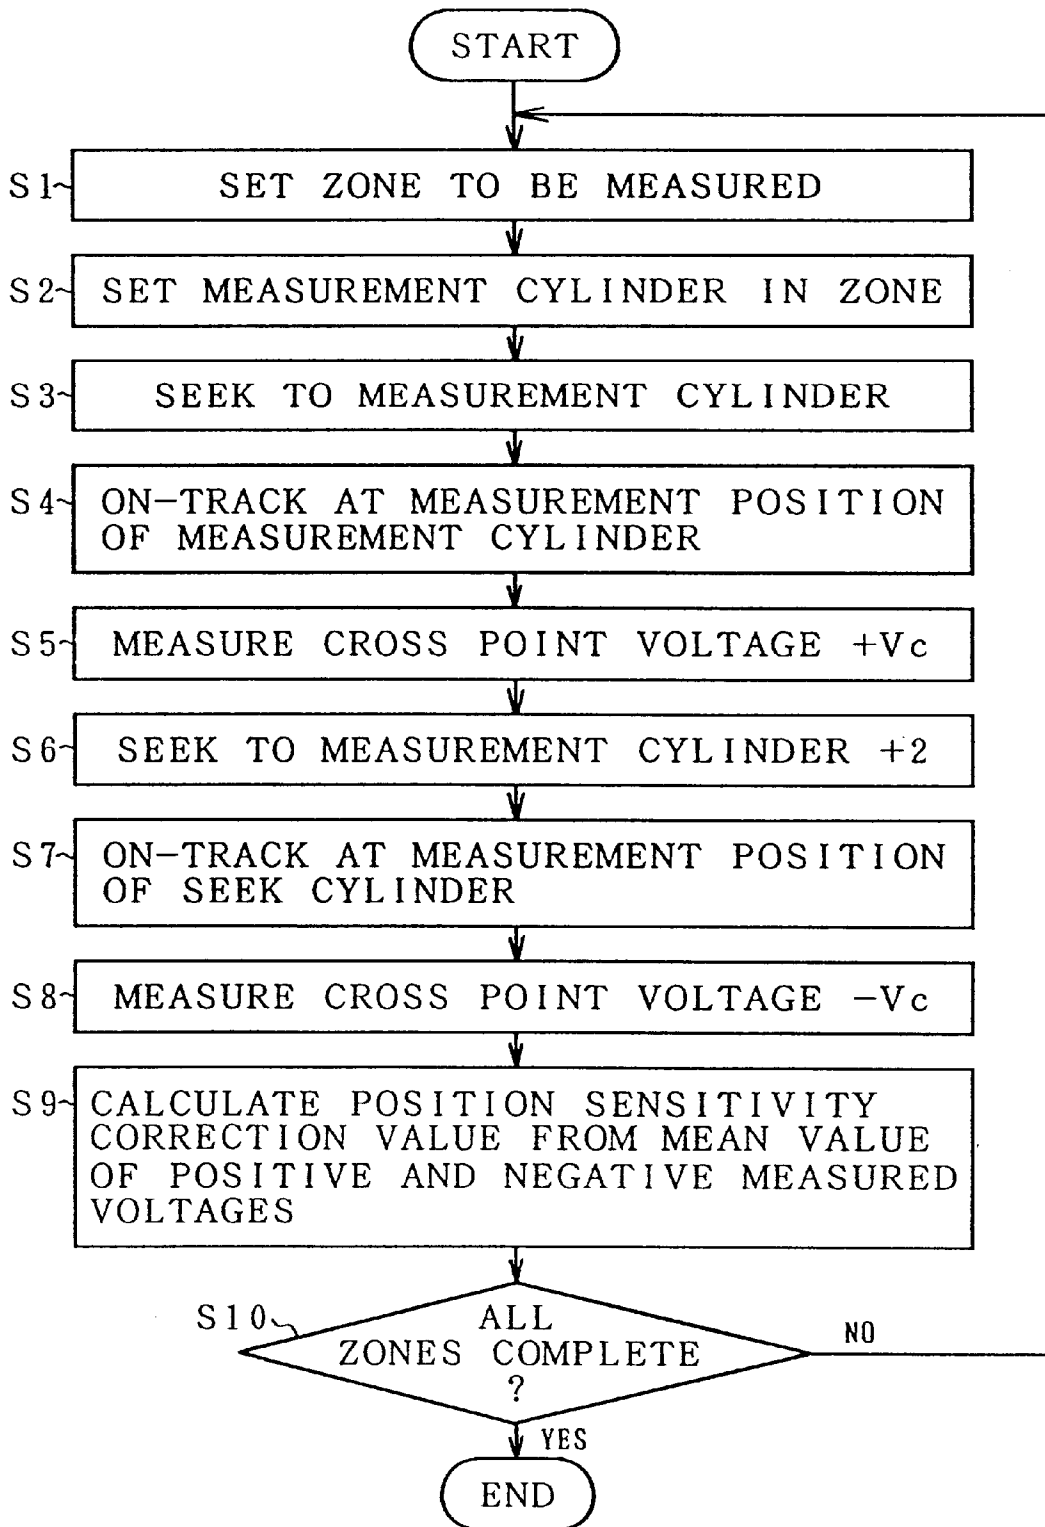 START
S1
SET ZONE TO BE MEASURED
S2
SET MEASUREMENT CYLINDER IN ZONE
S3
SEEK TO MEASUREMENT CYLINDER
S4
ON-TRACK AT MEASUREMENT POSITION
OF MEASUREMENT CYLINDER
S5
MEASURE CROSS POINT VOLTAGE +Vc
S6
SEEK TO MEASUREMENT CYLINDER +2
S7
ON-TRACK AT MEASUREMENT POSITION
OF SEEK CYLINDER
S8
MEASURE CROSS POINT VOLTAGE -Vc
S9
CALCULATE POSITION SENSITIVITY
CORRECTION VALUE FROM MEAN VALUE
OF POSITIVE AND NEGATIVE MEASURED
VOLTAGES
S10
ALL
ZONES COMPLETE
?
NO
YES
END